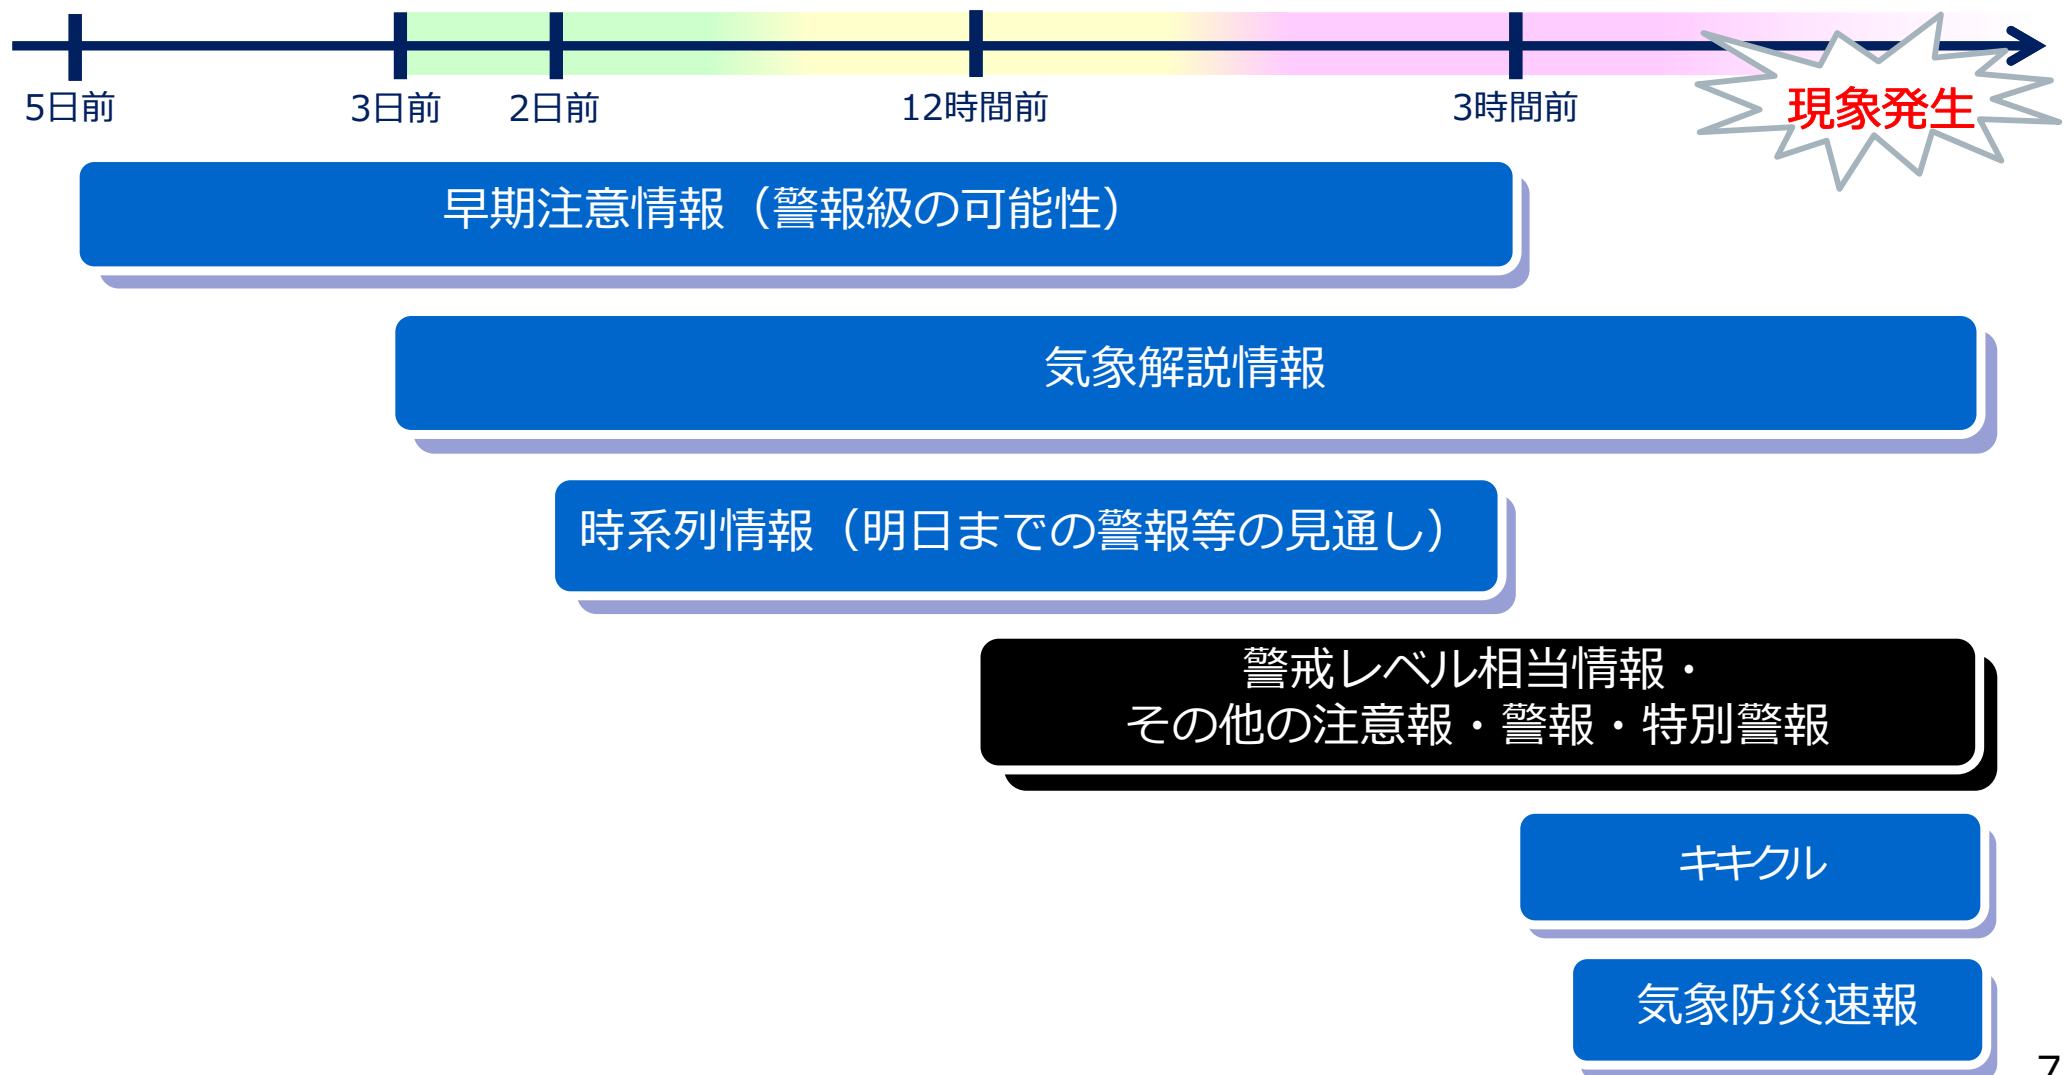 5日前
3日前
2日前
12時間前
3時間前
現象発生
早期注意情報（警報級の可能性）
気象解説情報
時系列情報（明日までの警報等の見通し）
警戒レベル相当情報・
その他の注意報・警報・特別警報
キキクル
気象防災速報
7